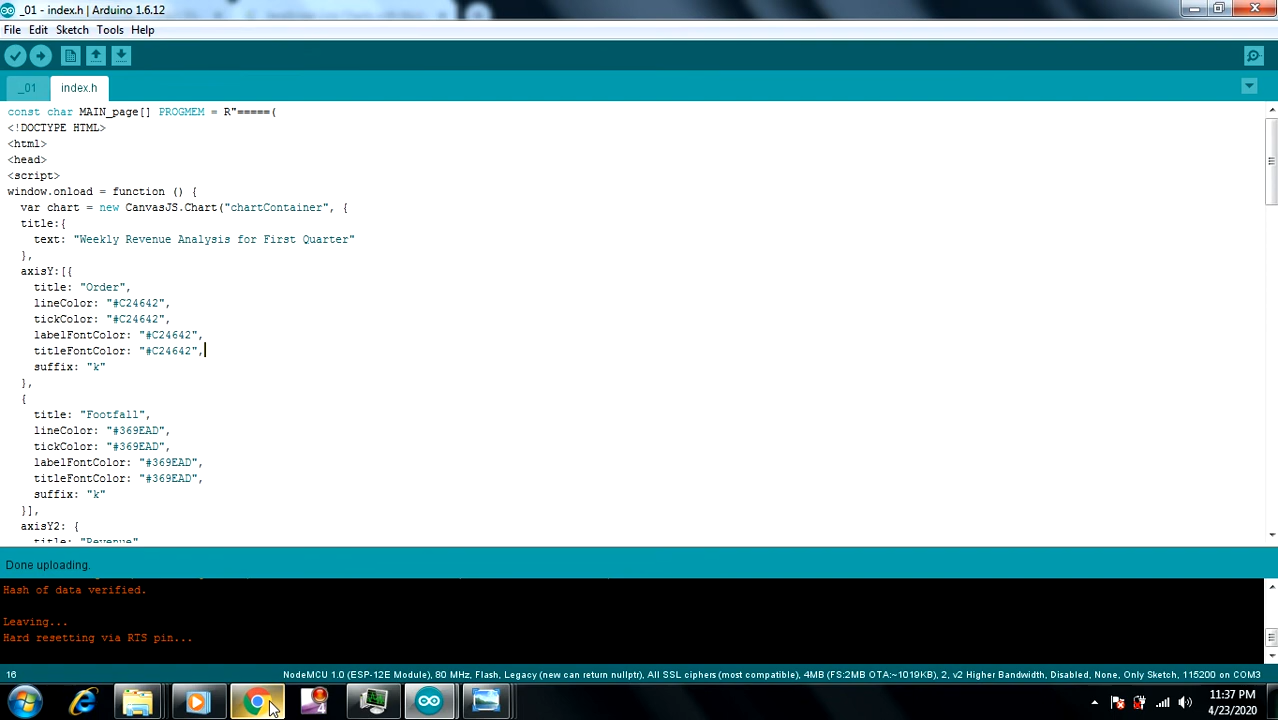 _01 - index.h | Arduino 1.6.12
File Edit Sketch Tools Help
_01 index.h
const char MAIN_page[] PROGMEM = R"=====(
<!DOCTYPE HTML>
<html>
<head>
<script>
window.onload = function () {
var chart = new CanvasJS.Chart("chartContainer", {
title:{
text: "Weekly Revenue Analysis for First Quarter"
},
axisY:[{
title: "Order",
lineColor: "#C24642",
tickColor: "#C24642",
labelFontColor: "#C24642",
titleFontColor: "#C24642",
suffix: "k"
},
{
title: "Footfall",
lineColor: "#369EAD",
tickColor: "#369EAD",
labelFontColor: "#369EAD",
titleFontColor: "#369EAD",
suffix: "k"
}],
axisY2: {
title: "Revenue"
Done uploading.
Hash of data verified.
Leaving...
Hard resetting via RTS pin...
16 NodeMCU 1.0 (ESP-12E Module), 80 MHz, Flash, Legacy (new can return nullptr), All SSL ciphers (most compatible), 4MB (FS:2MB OTA:~1019KB), 2, v2 Higher Bandwidth, Disabled, None, Only Sketch, 115200 on COM3
11:37 PM
4/23/2020